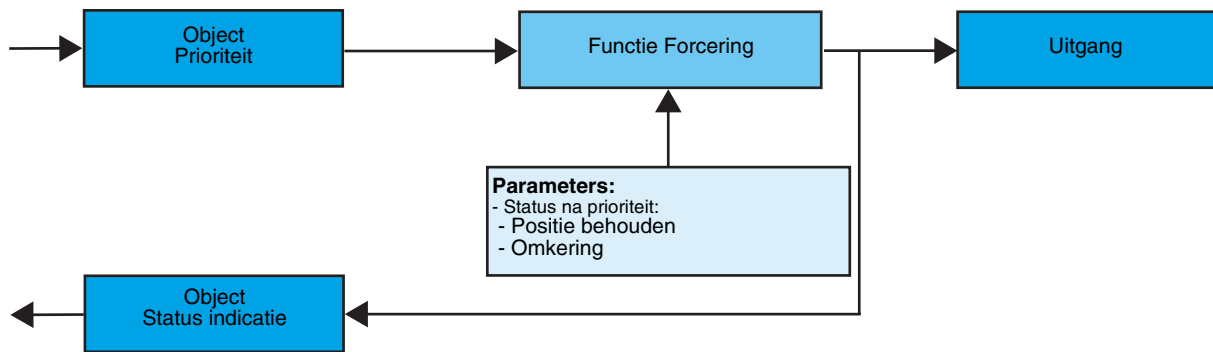 Object
Prioriteit
Functie Forcering
Uitgang
Parameters:
- Status na prioriteit:
- Positie behouden
- Omkering
Object
Status indicatie